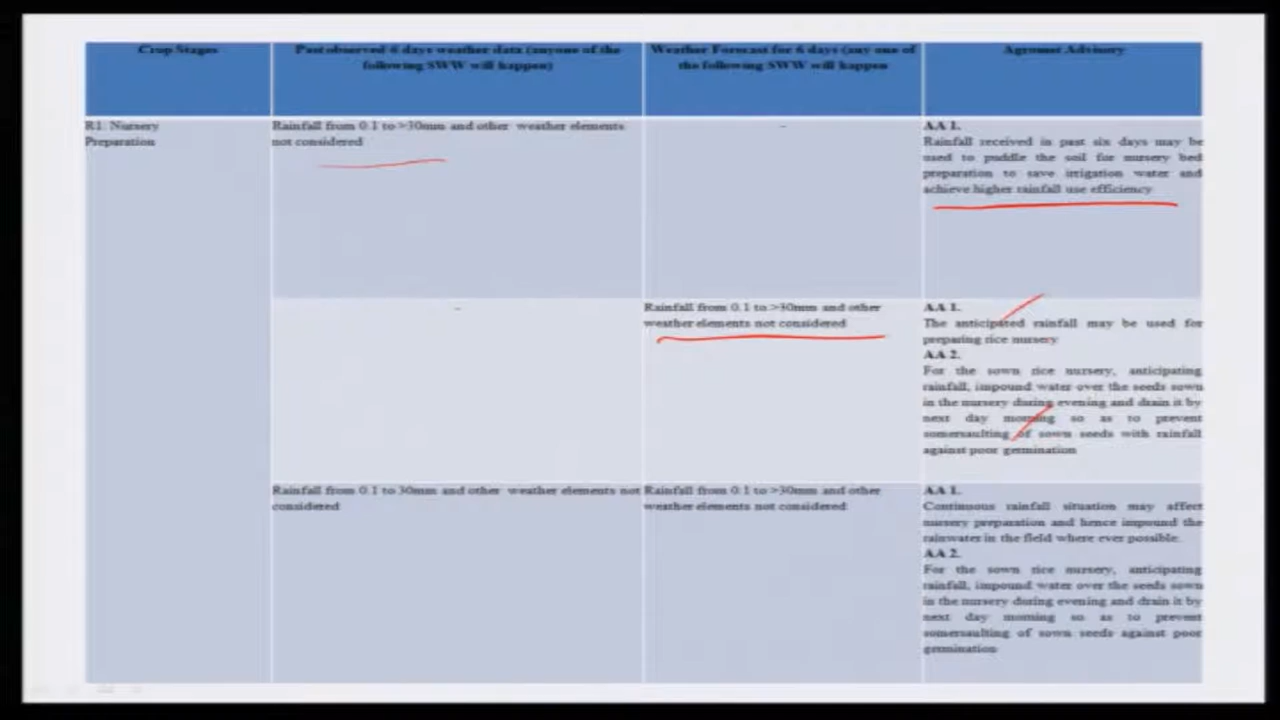 Crop Stages
Past observed 6 days weather data (anyone of the
following SWW will happen)
Weather Forecast for 6 days (any one of
the following SWW will happen
Agromet Advisory
R1. Nursery
Preparation
Rainfall from 0.1 to >30mm and other weather elements
not considered
-
AA 1.
Rainfall received in past six days may be
used to puddle the soil for nursery bed
preparation to save irrigation water and
achieve higher rainfall use efficiency
-
Rainfall from 0.1 to >30mm and other
weather elements not considered
AA 1.
The anticipated rainfall may be used for
preparing rice nursery
AA 2.
For the sown rice nursery, anticipating
rainfall, impound water over the seeds sown
in the nursery during evening and drain it by
next day morning so as to prevent
somersaulting of sown seeds with rainfall
against poor germination
Rainfall from 0.1 to 30mm and other weather elements not
considered
Rainfall from 0.1 to >30mm and other
weather elements not considered
AA 1.
Continuous rainfall situation may affect
nursery preparation and hence impound the
rainwater in the field where ever possible.
AA 2.
For the sown rice nursery, anticipating
rainfall, impound water over the seeds sown
in the nursery during evening and drain it by
next day morning so as to prevent
somersaulting of sown seeds against poor
germination